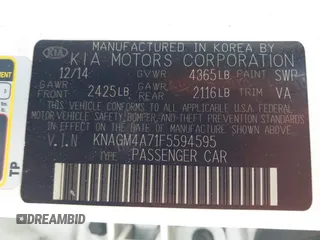 MANUFACTURED IN KOREA BY
KIA KIA MOTORS CORPORATION
12/14 GVWR 4365LB PAINT SWP
GAWR FRONT 2425LB GAWR REAR 2116LB TRIM VA
THIS VEHICLE CONFORMS TO ALL APPLICABLE U.S.A. FEDERAL
MOTOR VEHICLE SAFETY, BUMPER, AND THEFT PREVENTION
STANDARDS IN EFFECT ON THE DATE OF MANUFACTURE
SHOWN ABOVE.
V.I.N KNAGM4A71F5594595
TYPE PASSENGER CAR
TP
DREAMBID